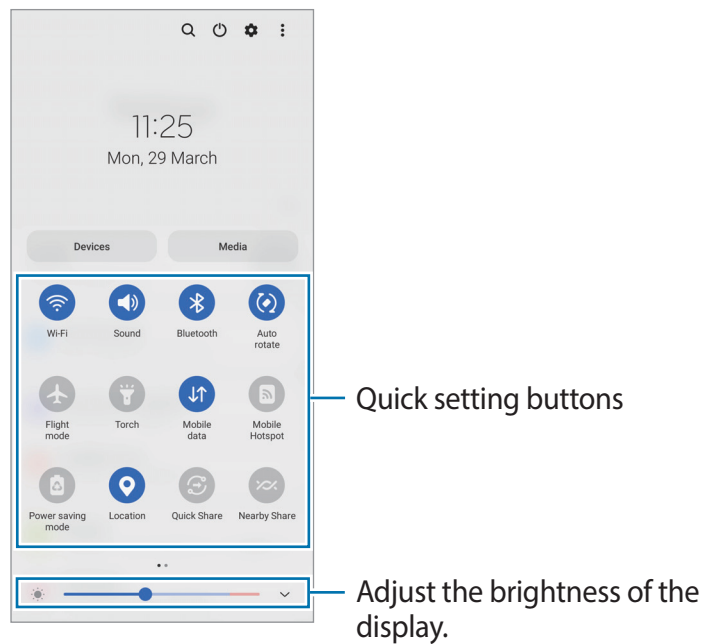 11:25
Mon, 29 March
Devices Media
Wi-Fi Sound Bluetooth Auto
rotate
Flight Torch Mobile Mobile
mode data Hotspot
Power saving Location Quick Share Nearby Share
mode
Quick setting buttons
Adjust the brightness of the
display.